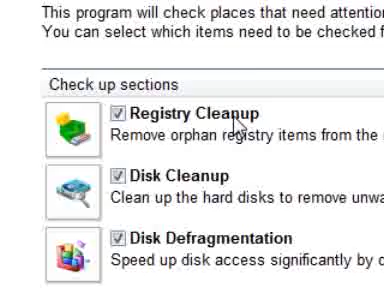 This program will check places that need attention
You can select which items need to be checked
Check up sections
Registry Cleanup
Remove orphan registry items from the
Disk Cleanup
Clean up the hard disks to remove
Disk Defragmentation
Speed up disk access significantly by